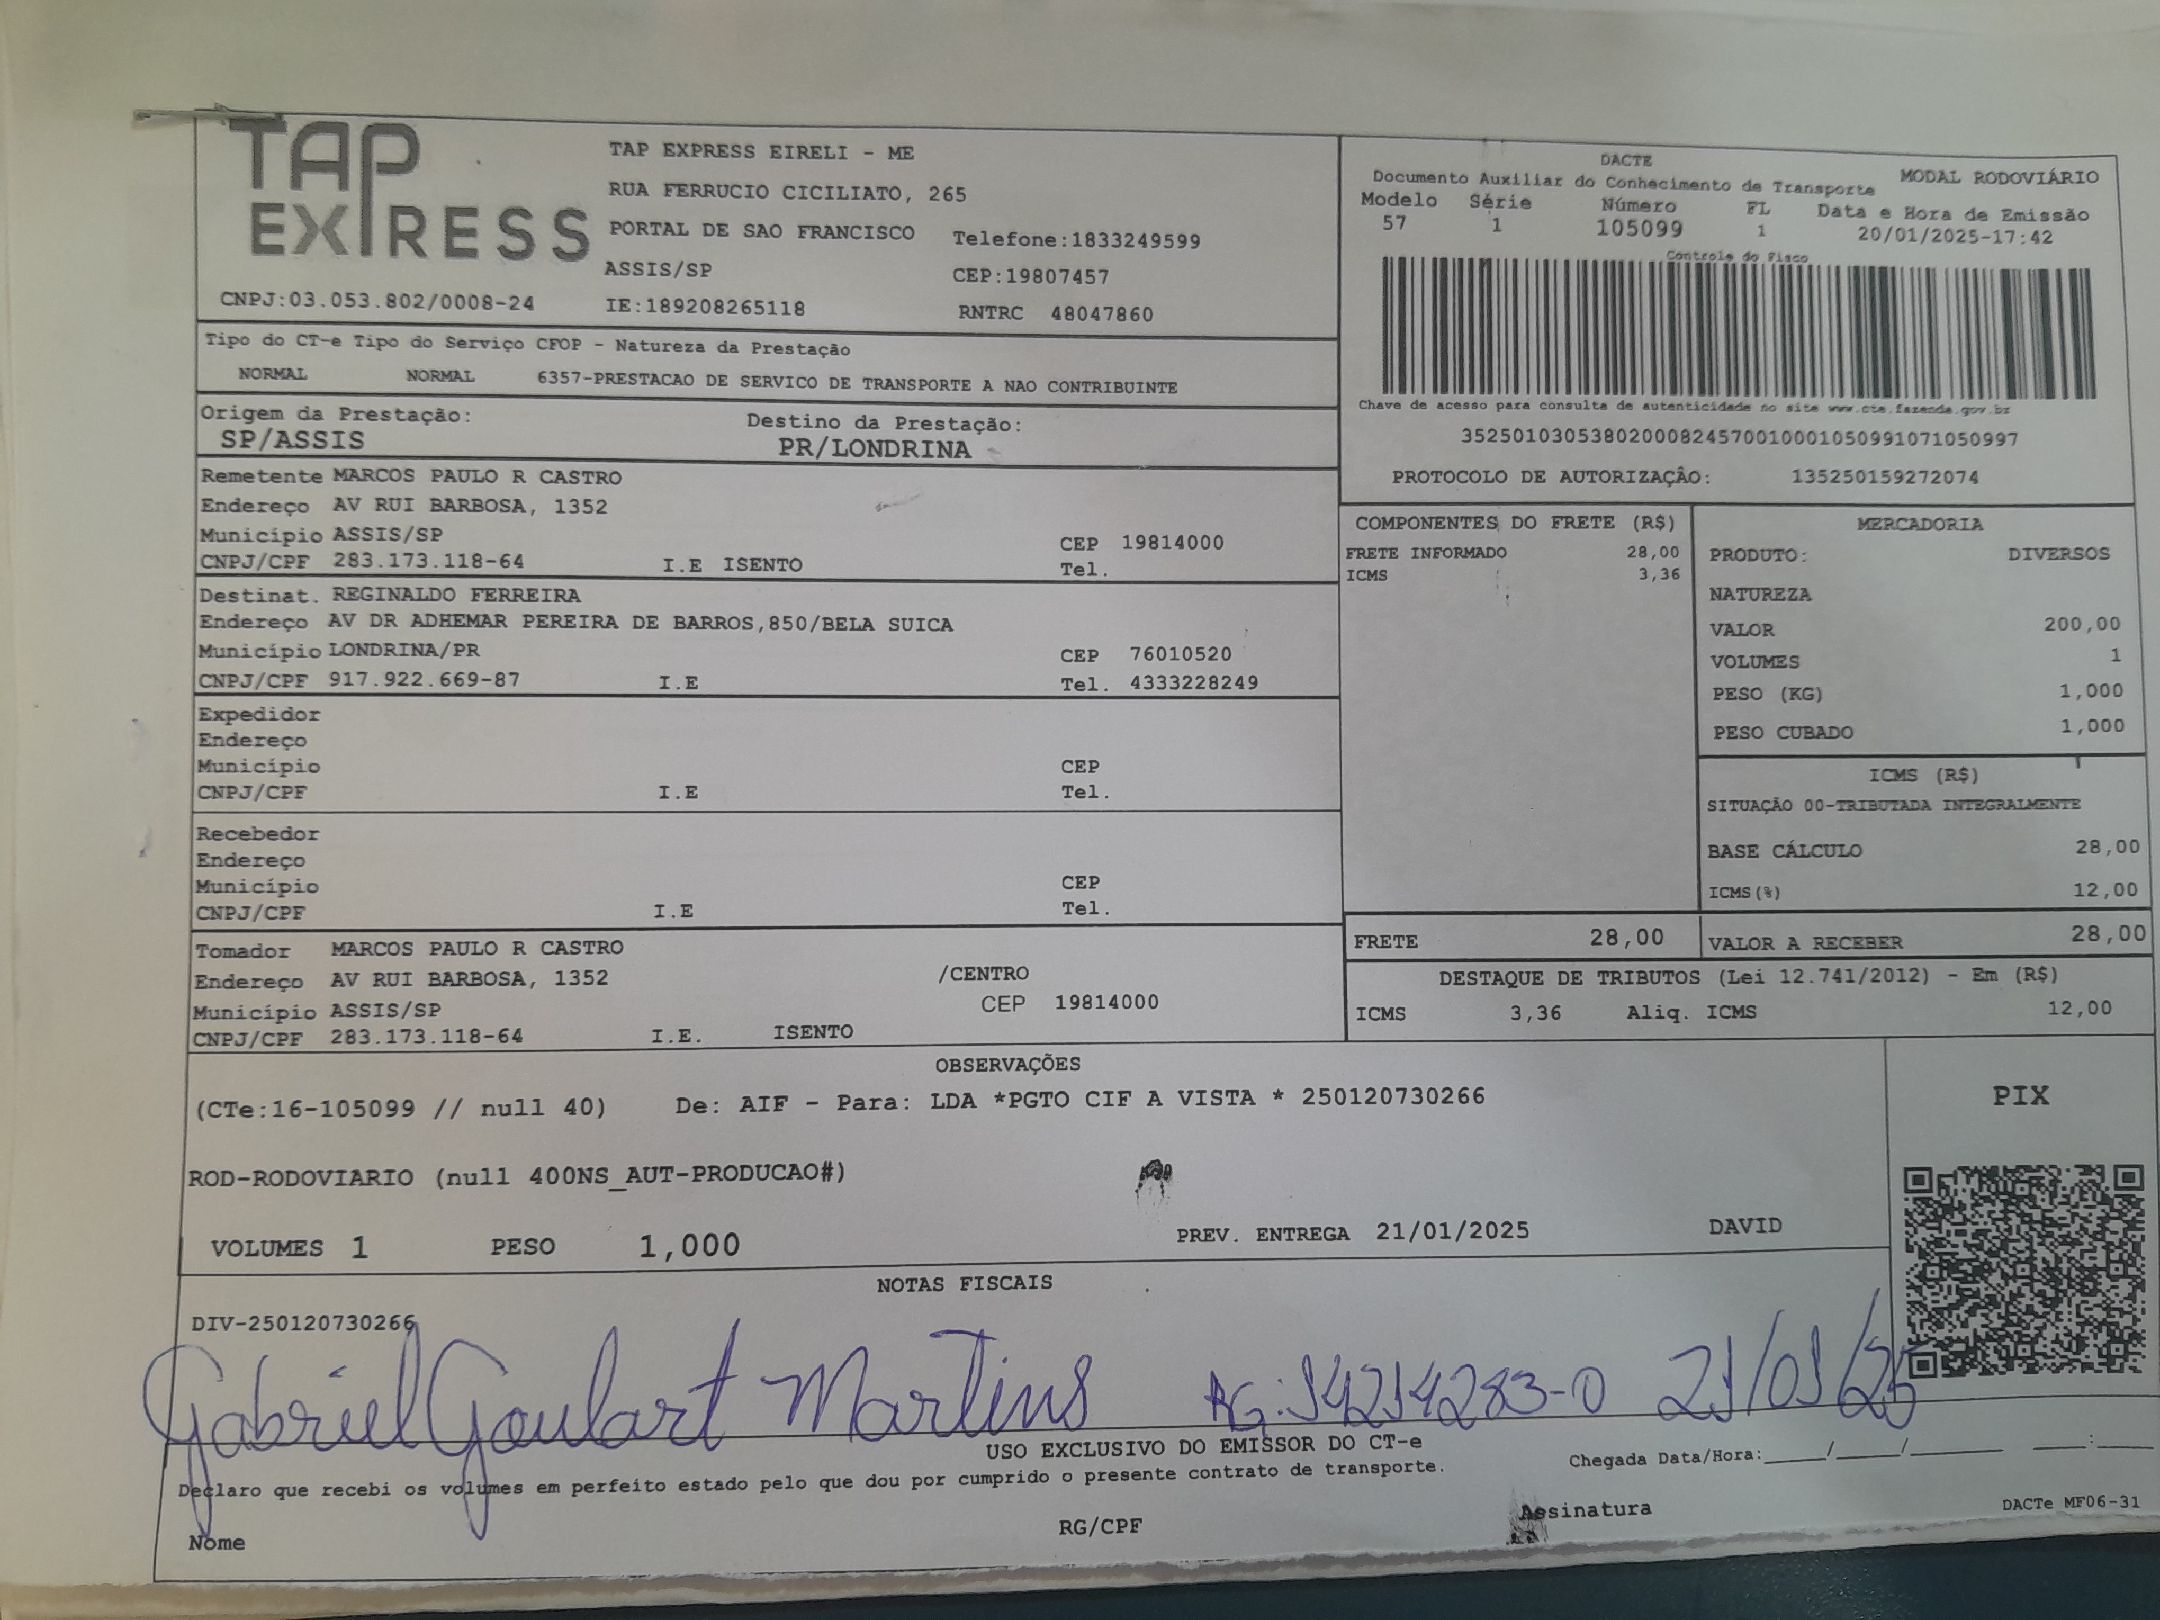 TAP
EXPRESS
CNPJ:03.053.802/0008-24
TAP EXPRESS EIRELI - ME
RUA FERRUCIO CICILIATO, 265
PORTAL DE SAO FRANCISCO Telefone:1833249599
ASSIS/SP CEP:19807457
IE:189208265118 RNTRC 48047860
DACTE
Documento Auxiliar do Conhecimento de Transporte MODAL RODOVIÁRIO
Modelo Série Número FL Data e Hora de Emissão
57 1 105099 1 20/01/2025-17:42
Controle do Fisco
Chave de acesso para consulta de autenticidade no site www.cte.fazenda.gov.br
35250103053802000824570010001050991071050997
PROTOCOLO DE AUTORIZAÇÃO: 135250159272074
Tipo do CT-e Tipo do Serviço CFOP - Natureza da Prestação
NORMAL NORMAL 6357-PRESTACAO DE SERVICO DE TRANSPORTE A NAO CONTRIBUINTE
Origem da Prestação: Destino da Prestação:
SP/ASSIS PR/LONDRINA
Remetente MARCOS PAULO R CASTRO
Endereço AV RUI BARBOSA, 1352
Município ASSIS/SP CEP 19814000
CNPJ/CPF 283.173.118-64 I.E ISENTO Tel.
Destinat. REGINALDO FERREIRA
Endereço AV DR ADHEMAR PEREIRA DE BARROS,850/BELA SUICA
Município LONDRINA/PR CEP 76010520
CNPJ/CPF 917.922.669-87 I.E Tel. 4333228249
Expedidor
Endereço
Município CEP
CNPJ/CPF I.E Tel.
Recebedor
Endereço
Município CEP
CNPJ/CPF I.E Tel.
Tomador MARCOS PAULO R CASTRO
Endereço AV RUI BARBOSA, 1352 /CENTRO
Município ASSIS/SP CEP 19814000
CNPJ/CPF 283.173.118-64 I.E. ISENTO
COMPONENTES DO FRETE (R$)
FRETE INFORMADO 28,00
ICMS 3,36
MERCADORIA
PRODUTO: DIVERSOS
NATUREZA
VALOR 200,00
VOLUMES 1
PESO (KG) 1,000
PESO CUBADO 1,000
ICMS (R$)
SITUAÇÃO 00-TRIBUTADA INTEGRALMENTE
BASE CÁLCULO 28,00
ICMS(%) 12,00
FRETE 28,00 VALOR A RECEBER 28,00
DESTAQUE DE TRIBUTOS (Lei 12.741/2012) - Em (R$)
ICMS 3,36 Aliq. ICMS 12,00
OBSERVAÇÕES
(CTe:16-105099 // null 40) De: AIF - Para: LDA *PGTO CIF A VISTA * 250120730266
ROD-RODOVIARIO (null 400NS_AUT-PRODUCAO#)
VOLUMES 1 PESO 1,000 PREV. ENTREGA 21/01/2025 DAVID
PIX
NOTAS FISCAIS
DIV-250120730266
Gabriel Goulart Martins RG:14214283-0 21/01/25
USO EXCLUSIVO DO EMISSOR DO CT-e
Chegada Data/Hora:____/____/______ ____:____
Declaro que recebi os volumes em perfeito estado pelo que dou por cumprido o presente contrato de transporte.
Nome RG/CPF Assinatura DACTe MF06-31